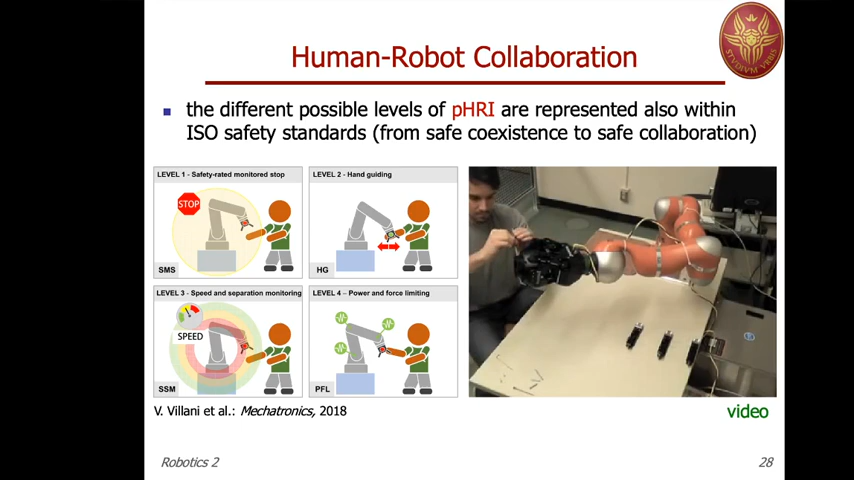 Human-Robot Collaboration
STVDIVM VRBIS
the different possible levels of pHRI are represented also within
ISO safety standards (from safe coexistence to safe collaboration)
LEVEL 1 - Safety-rated monitored stop
STOP
SMS
LEVEL 2 - Hand guiding
HG
LEVEL 3 - Speed and separation monitoring
SPEED
SSM
LEVEL 4 – Power and force limiting
PFL
V. Villani et al.: Mechatronics, 2018
video
Robotics 2
28